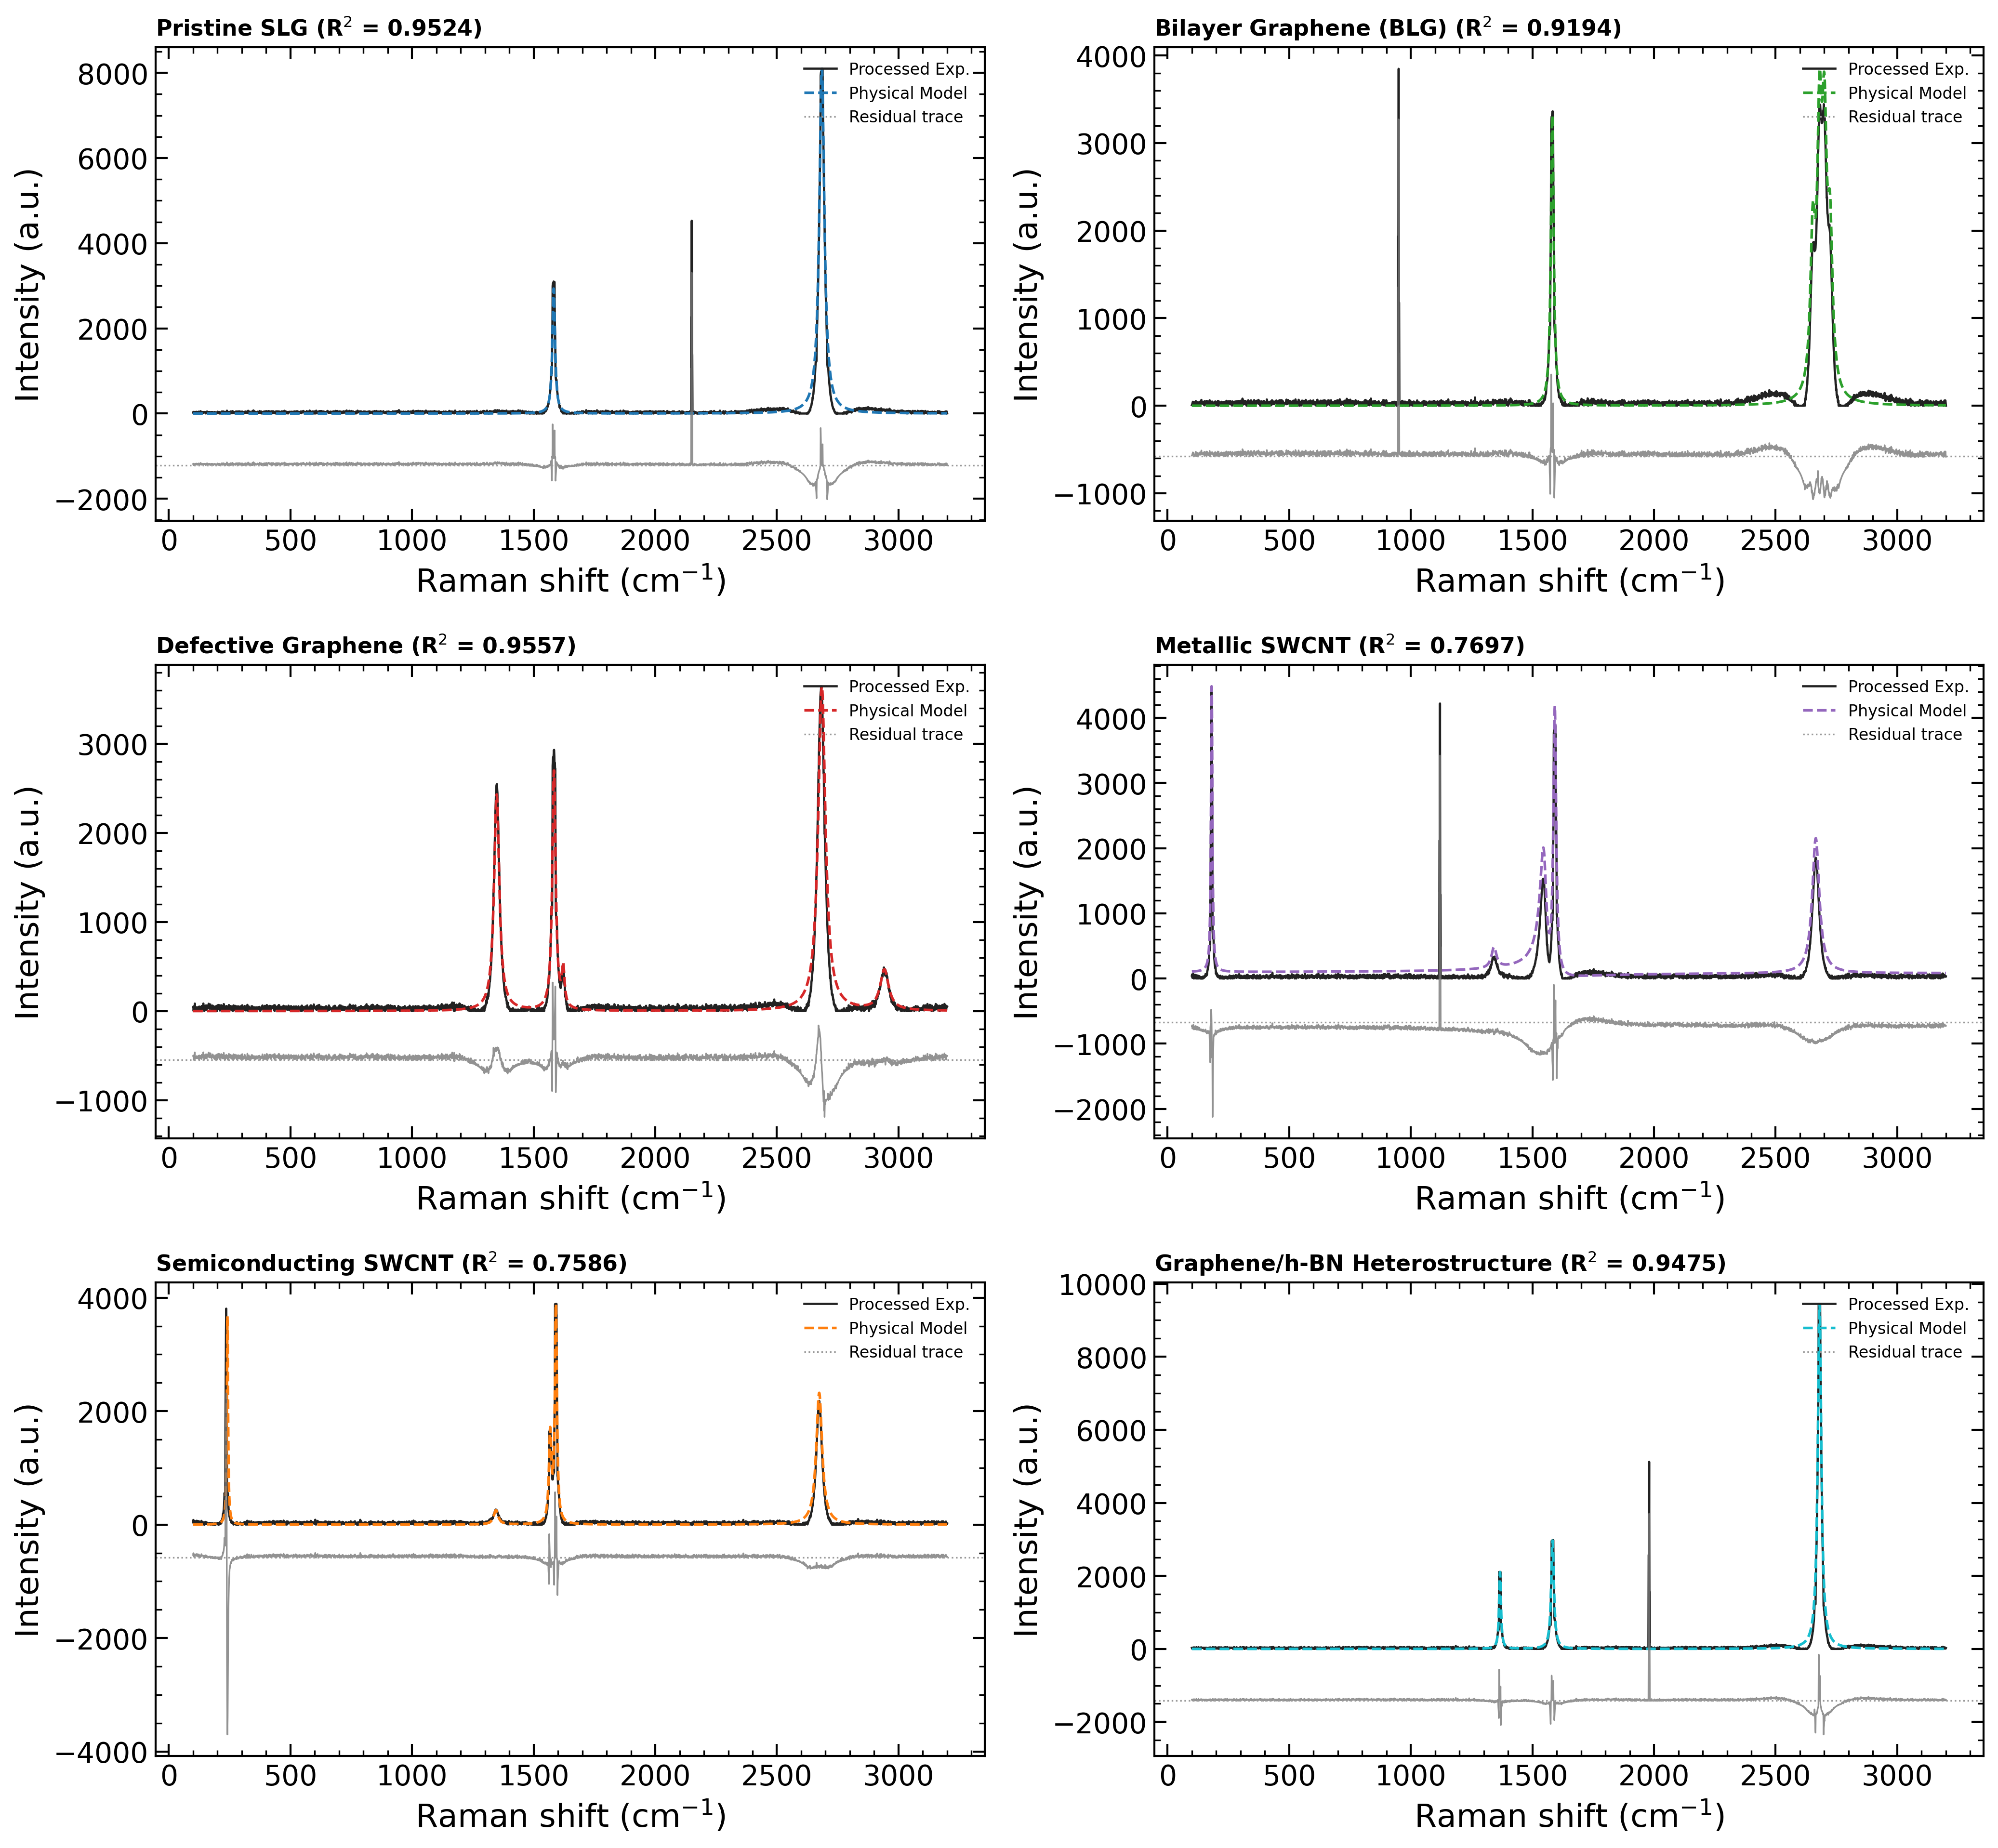 Pristine SLG (R² = 0.9524)
8000
6000
4000
2000
0
−2000
Intensity (a.u.)
Processed Exp.
Physical Model
Residual trace
0 500 1000 1500 2000 2500 3000
Raman shift (cm⁻¹)
Bilayer Graphene (BLG) (R² = 0.9194)
4000
3000
2000
1000
0
−1000
Intensity (a.u.)
Processed Exp.
Physical Model
Residual trace
0 500 1000 1500 2000 2500 3000
Raman shift (cm⁻¹)
Defective Graphene (R² = 0.9557)
3000
2000
1000
0
−1000
Intensity (a.u.)
Processed Exp.
Physical Model
Residual trace
0 500 1000 1500 2000 2500 3000
Raman shift (cm⁻¹)
Metallic SWCNT (R² = 0.7697)
4000
3000
2000
1000
0
−1000
−2000
Intensity (a.u.)
Processed Exp.
Physical Model
Residual trace
0 500 1000 1500 2000 2500 3000
Raman shift (cm⁻¹)
Semiconducting SWCNT (R² = 0.7586)
4000
2000
0
−2000
−4000
Intensity (a.u.)
Processed Exp.
Physical Model
Residual trace
0 500 1000 1500 2000 2500 3000
Raman shift (cm⁻¹)
Graphene/h-BN Heterostructure (R² = 0.9475)
10000
8000
6000
4000
2000
0
−2000
Intensity (a.u.)
Processed Exp.
Physical Model
Residual trace
0 500 1000 1500 2000 2500 3000
Raman shift (cm⁻¹)